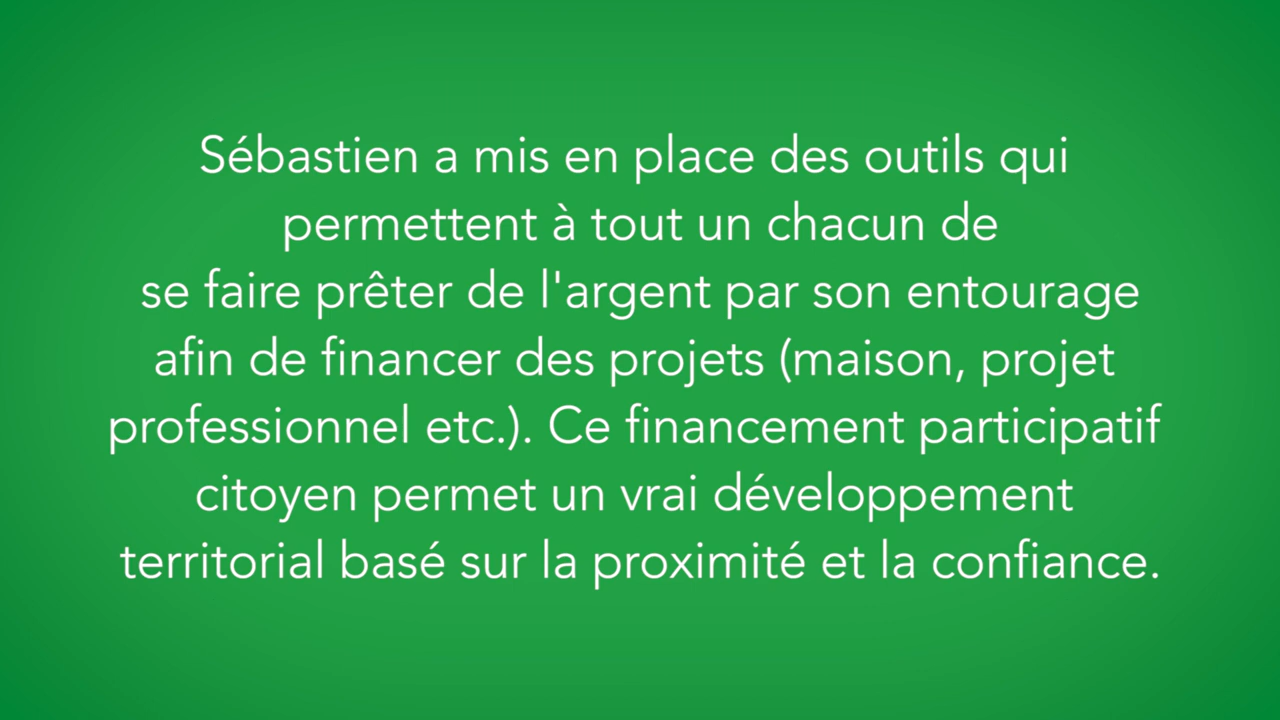 Sébastien a mis en place des outils qui
permettent à tout un chacun de
se faire prêter de l'argent par son entourage
afin de financer des projets (maison, projet
professionnel etc.). Ce financement participatif
citoyen permet un vrai développement
territorial basé sur la proximité et la confiance.